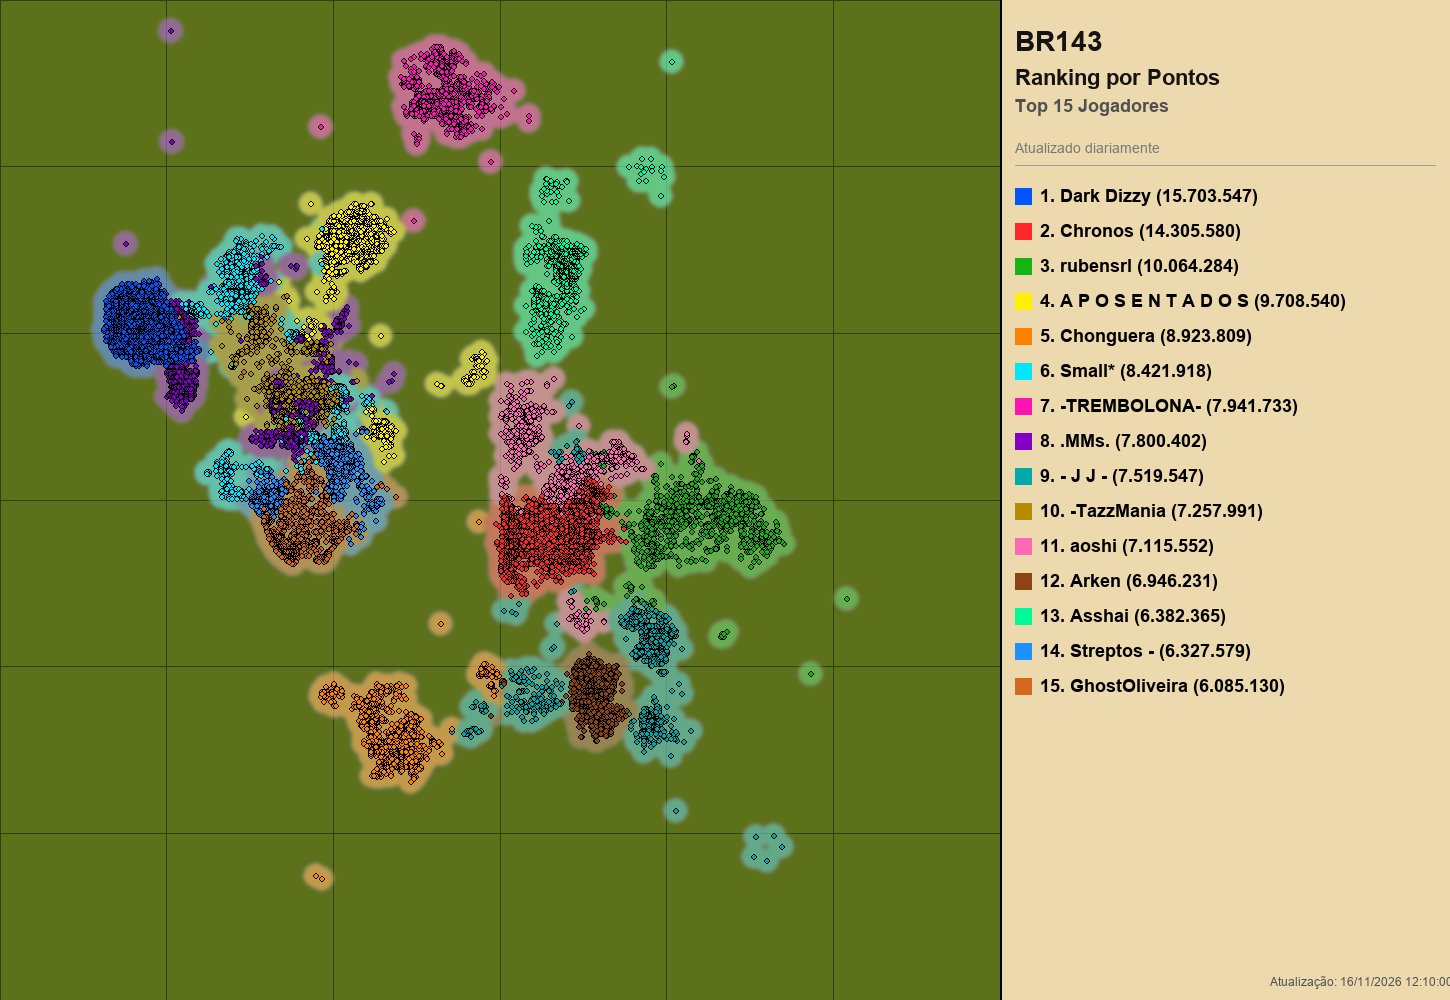 BR143
Ranking por Pontos
Top 15 Jogadores
Atualizado diariamente
1. Dark Dizzy (15.703.547)
2. Chronos (14.305.580)
3. rubensrl (10.064.284)
4. A P O S E N T A D O S (9.708.540)
5. Chonguera (8.923.809)
6. Small* (8.421.918)
7. -TREMBOLONA- (7.941.733)
8. .MMs. (7.800.402)
9. - J J - (7.519.547)
10. -TazzMania (7.257.991)
11. aoshi (7.115.552)
12. Arken (6.946.231)
13. Asshai (6.382.365)
14. Streptos - (6.327.579)
15. GhostOliveira (6.085.130)
Atualização: 16/11/2026 12:10:00